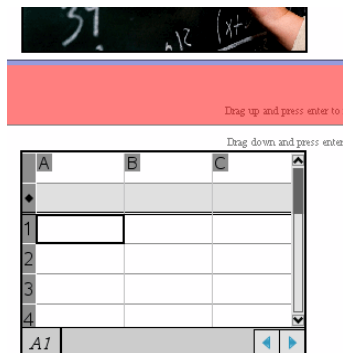 Drag up and press enter to
Drag down and press enter
A B C
♦
1
2
3
4
A1